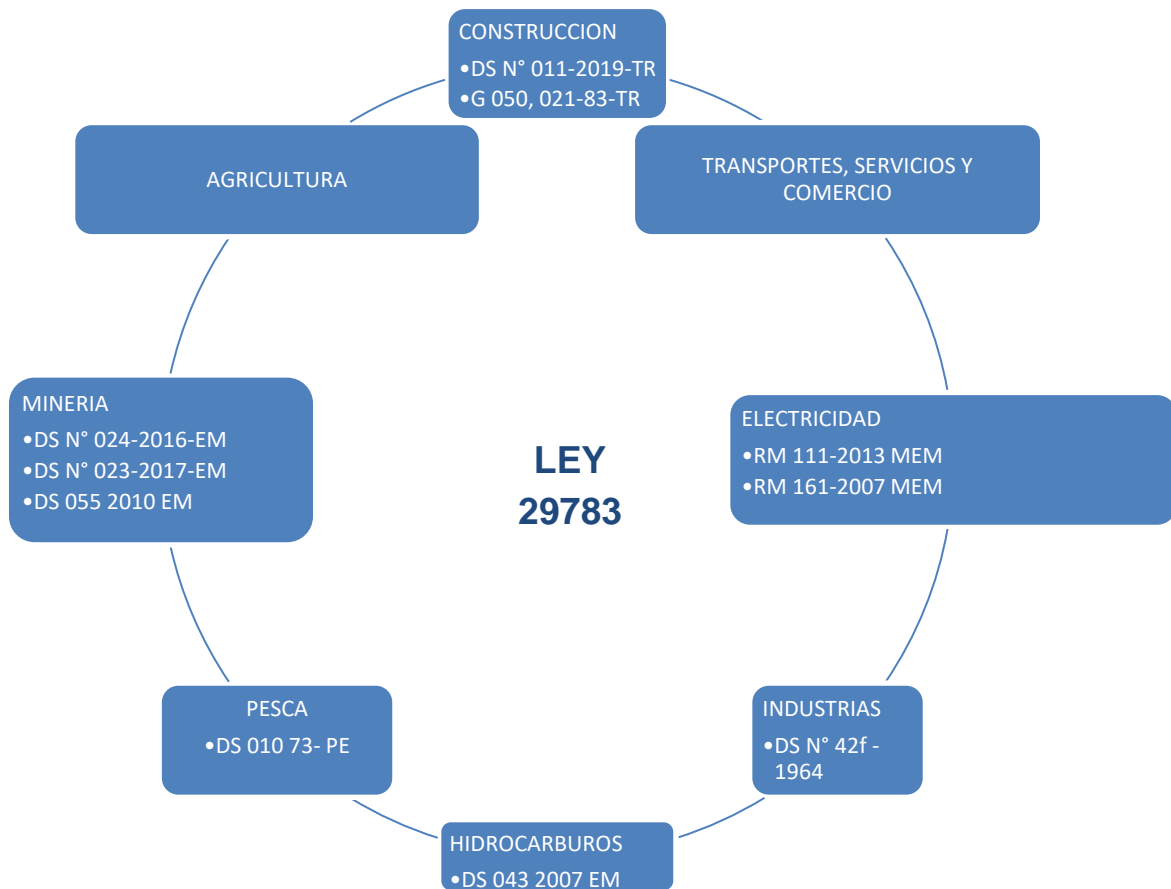 CONSTRUCCION
•DS N° 011-2019-TR
•G 050, 021-83-TR
AGRICULTURA
TRANSPORTES, SERVICIOS Y
COMERCIO
MINERIA
•DS N° 024-2016-EM
•DS N° 023-2017-EM
•DS 055 2010 EM
LEY
29783
ELECTRICIDAD
•RM 111-2013 MEM
•RM 161-2007 MEM
PESCA
•DS 010 73- PE
INDUSTRIAS
•DS N° 42f -
1964
HIDROCARBUROS
•DS 043 2007 EM